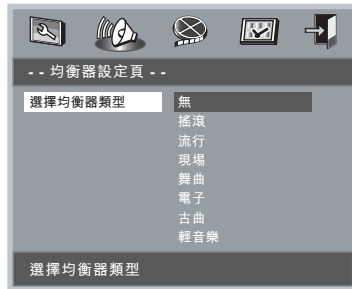 - - 均衡器設定頁 - -
選擇均衡器類型
無
搖滾
流行
現場
舞曲
電子
古曲
輕音樂
選擇均衡器類型